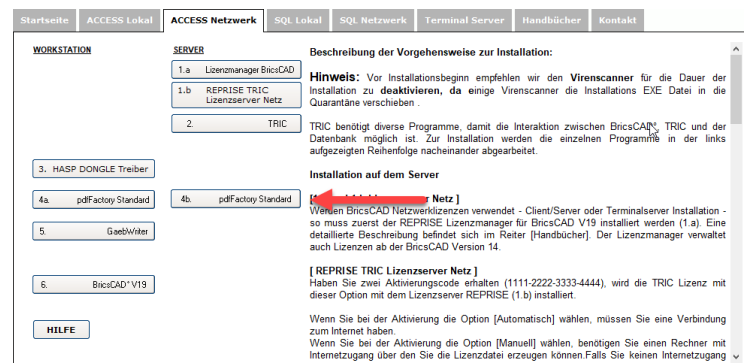 Startseite
ACCESS Lokal
ACCESS Netzwerk
SQL Lokal
SQL Netzwerk
Terminal Server
Handbücher
Kontakt
WORKSTATION
SERVER
1.a Lizenzmanager BricsCAD
1.b REPRISE TRIC
Lizenzserver Netz
2. TRIC
3. HASP DONGLE Treiber
4a. pdfFactory Standard
4b. pdfFactory Standard
5. GaebWriter
6. BricsCAD® V19
HILFE
Beschreibung der Vorgehensweise zur Installation:
Hinweis: Vor Installationsbeginn empfehlen wir den Virenscanner für die Dauer der
Installation zu deaktivieren, da einige Virenscanner die Installations EXE Datei in die
Quarantäne verschieben .
TRIC benötigt diverse Programme, damit die Interaktion zwischen BricsCAD®, TRIC und der
Datenbank möglich ist. Zur Installation werden die einzelnen Programme in der links
aufgezeigten Reihenfolge nacheinander abgearbeitet.
Installation auf dem Server
r Netz ]
Werden BricsCAD Netzwerklizenzen verwendet - Client/Server oder Terminalserver Installation -
so muss zuerst der REPRISE Lizenzmanager für BricsCAD V19 installiert werden (1.a). Eine
detaillierte Beschreibung befindet sich im Reiter [Handbücher]. Der Lizenzmanager verwaltet
auch Lizenzen ab der BricsCAD Version 14.
[ REPRISE TRIC Lizenzserver Netz ]
Haben Sie zwei Aktivierungscode erhalten (1111-2222-3333-4444), wird die TRIC Lizenz mit
dieser Option mit dem Lizenzserver REPRISE (1.b) installiert.
Wenn Sie bei der Aktivierung die Option [Automatisch] wählen, müssen Sie eine Verbindung
zum Internet haben.
Wenn Sie bei der Aktivierung die Option [Manuell] wählen, benötigen Sie einen Rechner mit
Internetzugang über den Sie die Lizenzdatei erzeugen können.Falls Sie keinen Internetzugang